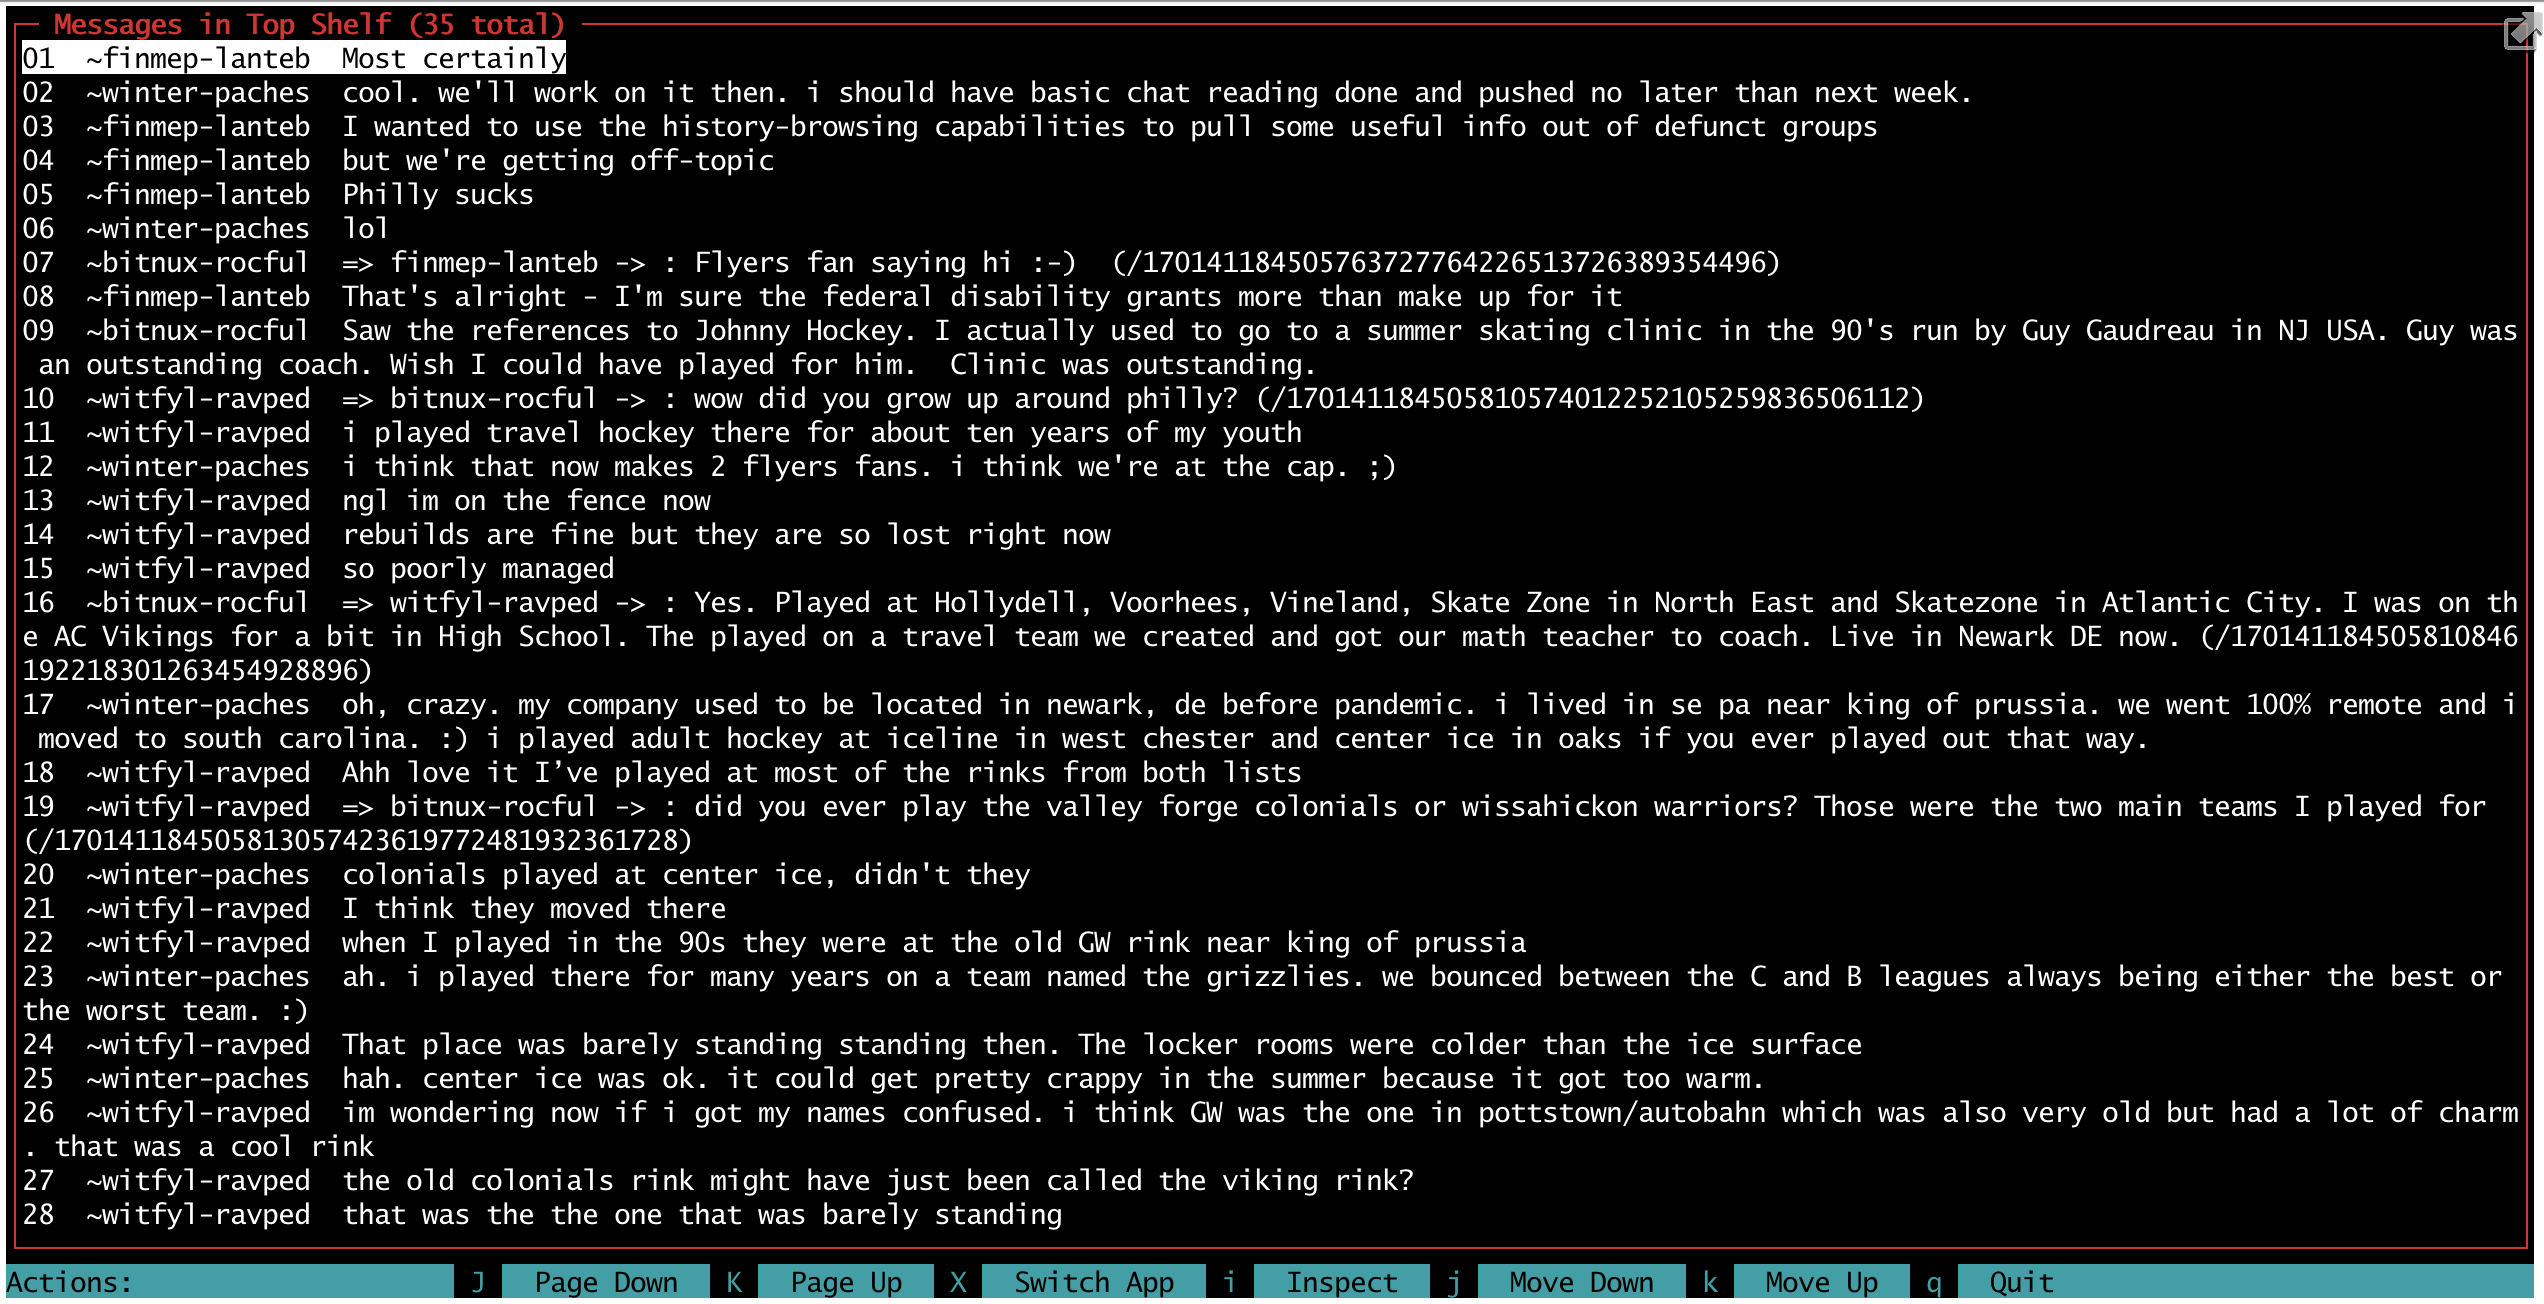 Messages in Top Shelf (35 total)
01  ~finmep-lanteb  Most certainly
02  ~winter-paches  cool. we'll work on it then. i should have basic chat reading done and pushed no later than next week.
03  ~finmep-lanteb  I wanted to use the history-browsing capabilities to pull some useful info out of defunct groups
04  ~finmep-lanteb  but we're getting off-topic
05  ~finmep-lanteb  Philly sucks
06  ~winter-paches  lol
07  ~bitnux-rocful  => finmep-lanteb -> : Flyers fan saying hi :-)  (/170141184505763727764226513726389354496)
08  ~finmep-lanteb  That's alright - I'm sure the federal disability grants more than make up for it
09  ~bitnux-rocful  Saw the references to Johnny Hockey. I actually used to go to a summer skating clinic in the 90's run by Guy Gaudreau in NJ USA. Guy was
 an outstanding coach. Wish I could have played for him.  Clinic was outstanding.
10  ~witfyl-ravped  => bitnux-rocful -> : wow did you grow up around philly? (/170141184505810574012252105259836506112)
11  ~witfyl-ravped  i played travel hockey there for about ten years of my youth
12  ~winter-paches  i think that now makes 2 flyers fans. i think we're at the cap. ;)
13  ~witfyl-ravped  ngl im on the fence now
14  ~witfyl-ravped  rebuilds are fine but they are so lost right now
15  ~witfyl-ravped  so poorly managed
16  ~bitnux-rocful  => witfyl-ravped -> : Yes. Played at Hollydell, Voorhees, Vineland, Skate Zone in North East and Skatezone in Atlantic City. I was on th
e AC Vikings for a bit in High School. The played on a travel team we created and got our math teacher to coach. Live in Newark DE now. (/170141184505810846
192218301263454928896)
17  ~winter-paches  oh, crazy. my company used to be located in newark, de before pandemic. i lived in se pa near king of prussia. we went 100% remote and i
 moved to south carolina. :) i played adult hockey at iceline in west chester and center ice in oaks if you ever played out that way.
18  ~witfyl-ravped  Ahh love it I’ve played at most of the rinks from both lists
19  ~witfyl-ravped  => bitnux-rocful -> : did you ever play the valley forge colonials or wissahickon warriors? Those were the two main teams I played for
(/170141184505813057423619772481932361728)
20  ~winter-paches  colonials played at center ice, didn't they
21  ~witfyl-ravped  I think they moved there
22  ~witfyl-ravped  when I played in the 90s they were at the old GW rink near king of prussia
23  ~winter-paches  ah. i played there for many years on a team named the grizzlies. we bounced between the C and B leagues always being either the best or
the worst team. :)
24  ~witfyl-ravped  That place was barely standing standing then. The locker rooms were colder than the ice surface
25  ~winter-paches  hah. center ice was ok. it could get pretty crappy in the summer because it got too warm.
26  ~witfyl-ravped  im wondering now if i got my names confused. i think GW was the one in pottstown/autobahn which was also very old but had a lot of charm
. that was a cool rink
27  ~witfyl-ravped  the old colonials rink might have just been called the viking rink?
28  ~witfyl-ravped  that was the the one that was barely standing
Actions:  J  Page Down  K  Page Up  X  Switch App  i  Inspect  j  Move Down  k  Move Up  q  Quit